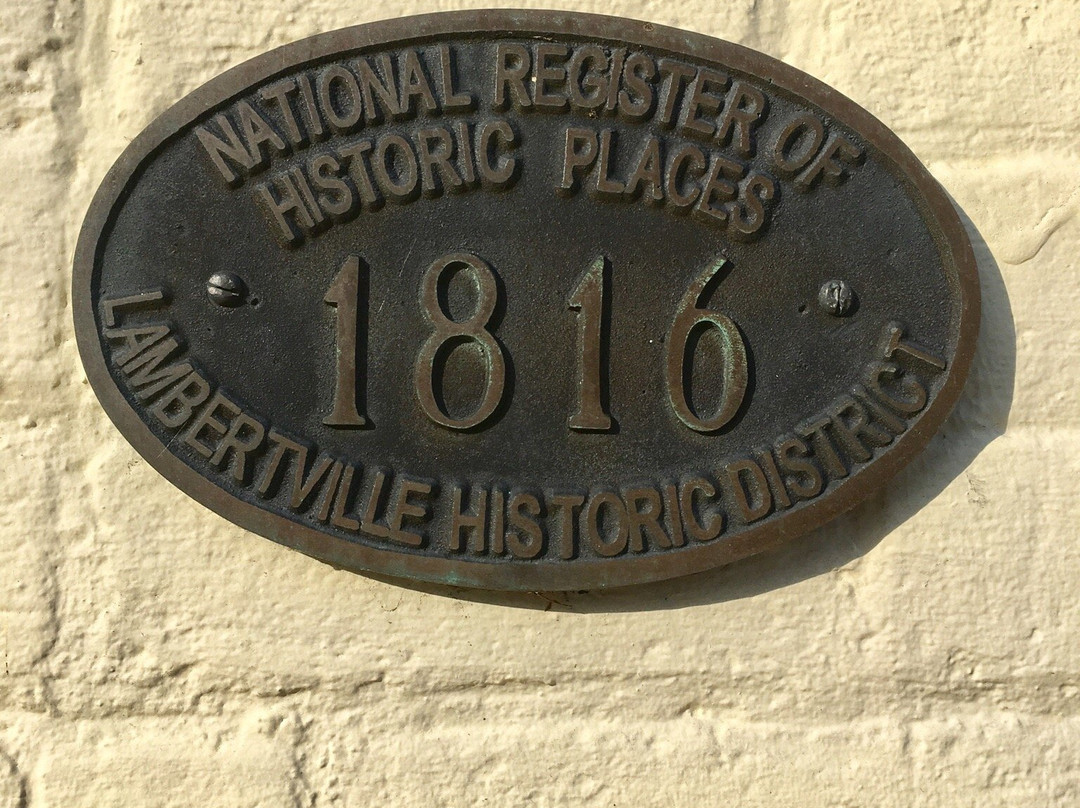 NATIONAL REGISTER OF
HISTORIC PLACES
1816
LAMBERTVILLE HISTORIC DISTRICT